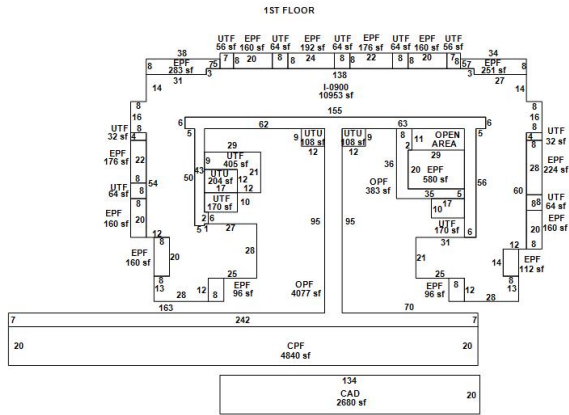 1ST FLOOR
UTF EPF UTF EPF UTF EPF UTF EPF UTF
56 sf 160 sf 64 sf 192 sf 64 sf 176 sf 64 sf 160 sf 56 sf
38 7 8 20 8 8 24 8 8 22 8 8 20 8 7 34
8 EPF 75 138 57 EPF 8
283 sf 3 I-0900 3 251 sf
31 10953 sf 27
14 14
155
8 8
16 6 5 62 63 5 6 16
8 8
UTF 4 UTU 9 UTU 9 8 11 OPEN 4 UTF
32 sf 8 108 sf 108 sf 2 AREA 8 32 sf
EPF 29 12 12 29 EPF
176 sf 22 9 UTF 36 28 224 sf
405 sf
43 UTU 21 OPF 20 EPF
54 50 204 sf 12 383 sf 580 sf 56 60
UTF 8 17 12 35 5 8 8 UTF
64 sf 8 UTF 10 17 64 sf
EPF 20 170 sf 10 20 EPF
160 sf 2 6 95 95 UTF 160 sf
5 1 27 170 sf 6
12 31 12
EPF 8 EPF
160 sf 20 28 21 14 112 sf
8 25 25 8
13 12 8 EPF OPF EPF 8 12 13
28 8 96 sf 4077 sf 96 sf 28
163 70
7 242 7
20 CPF 20
4840 sf
134
CAD 20
2680 sf